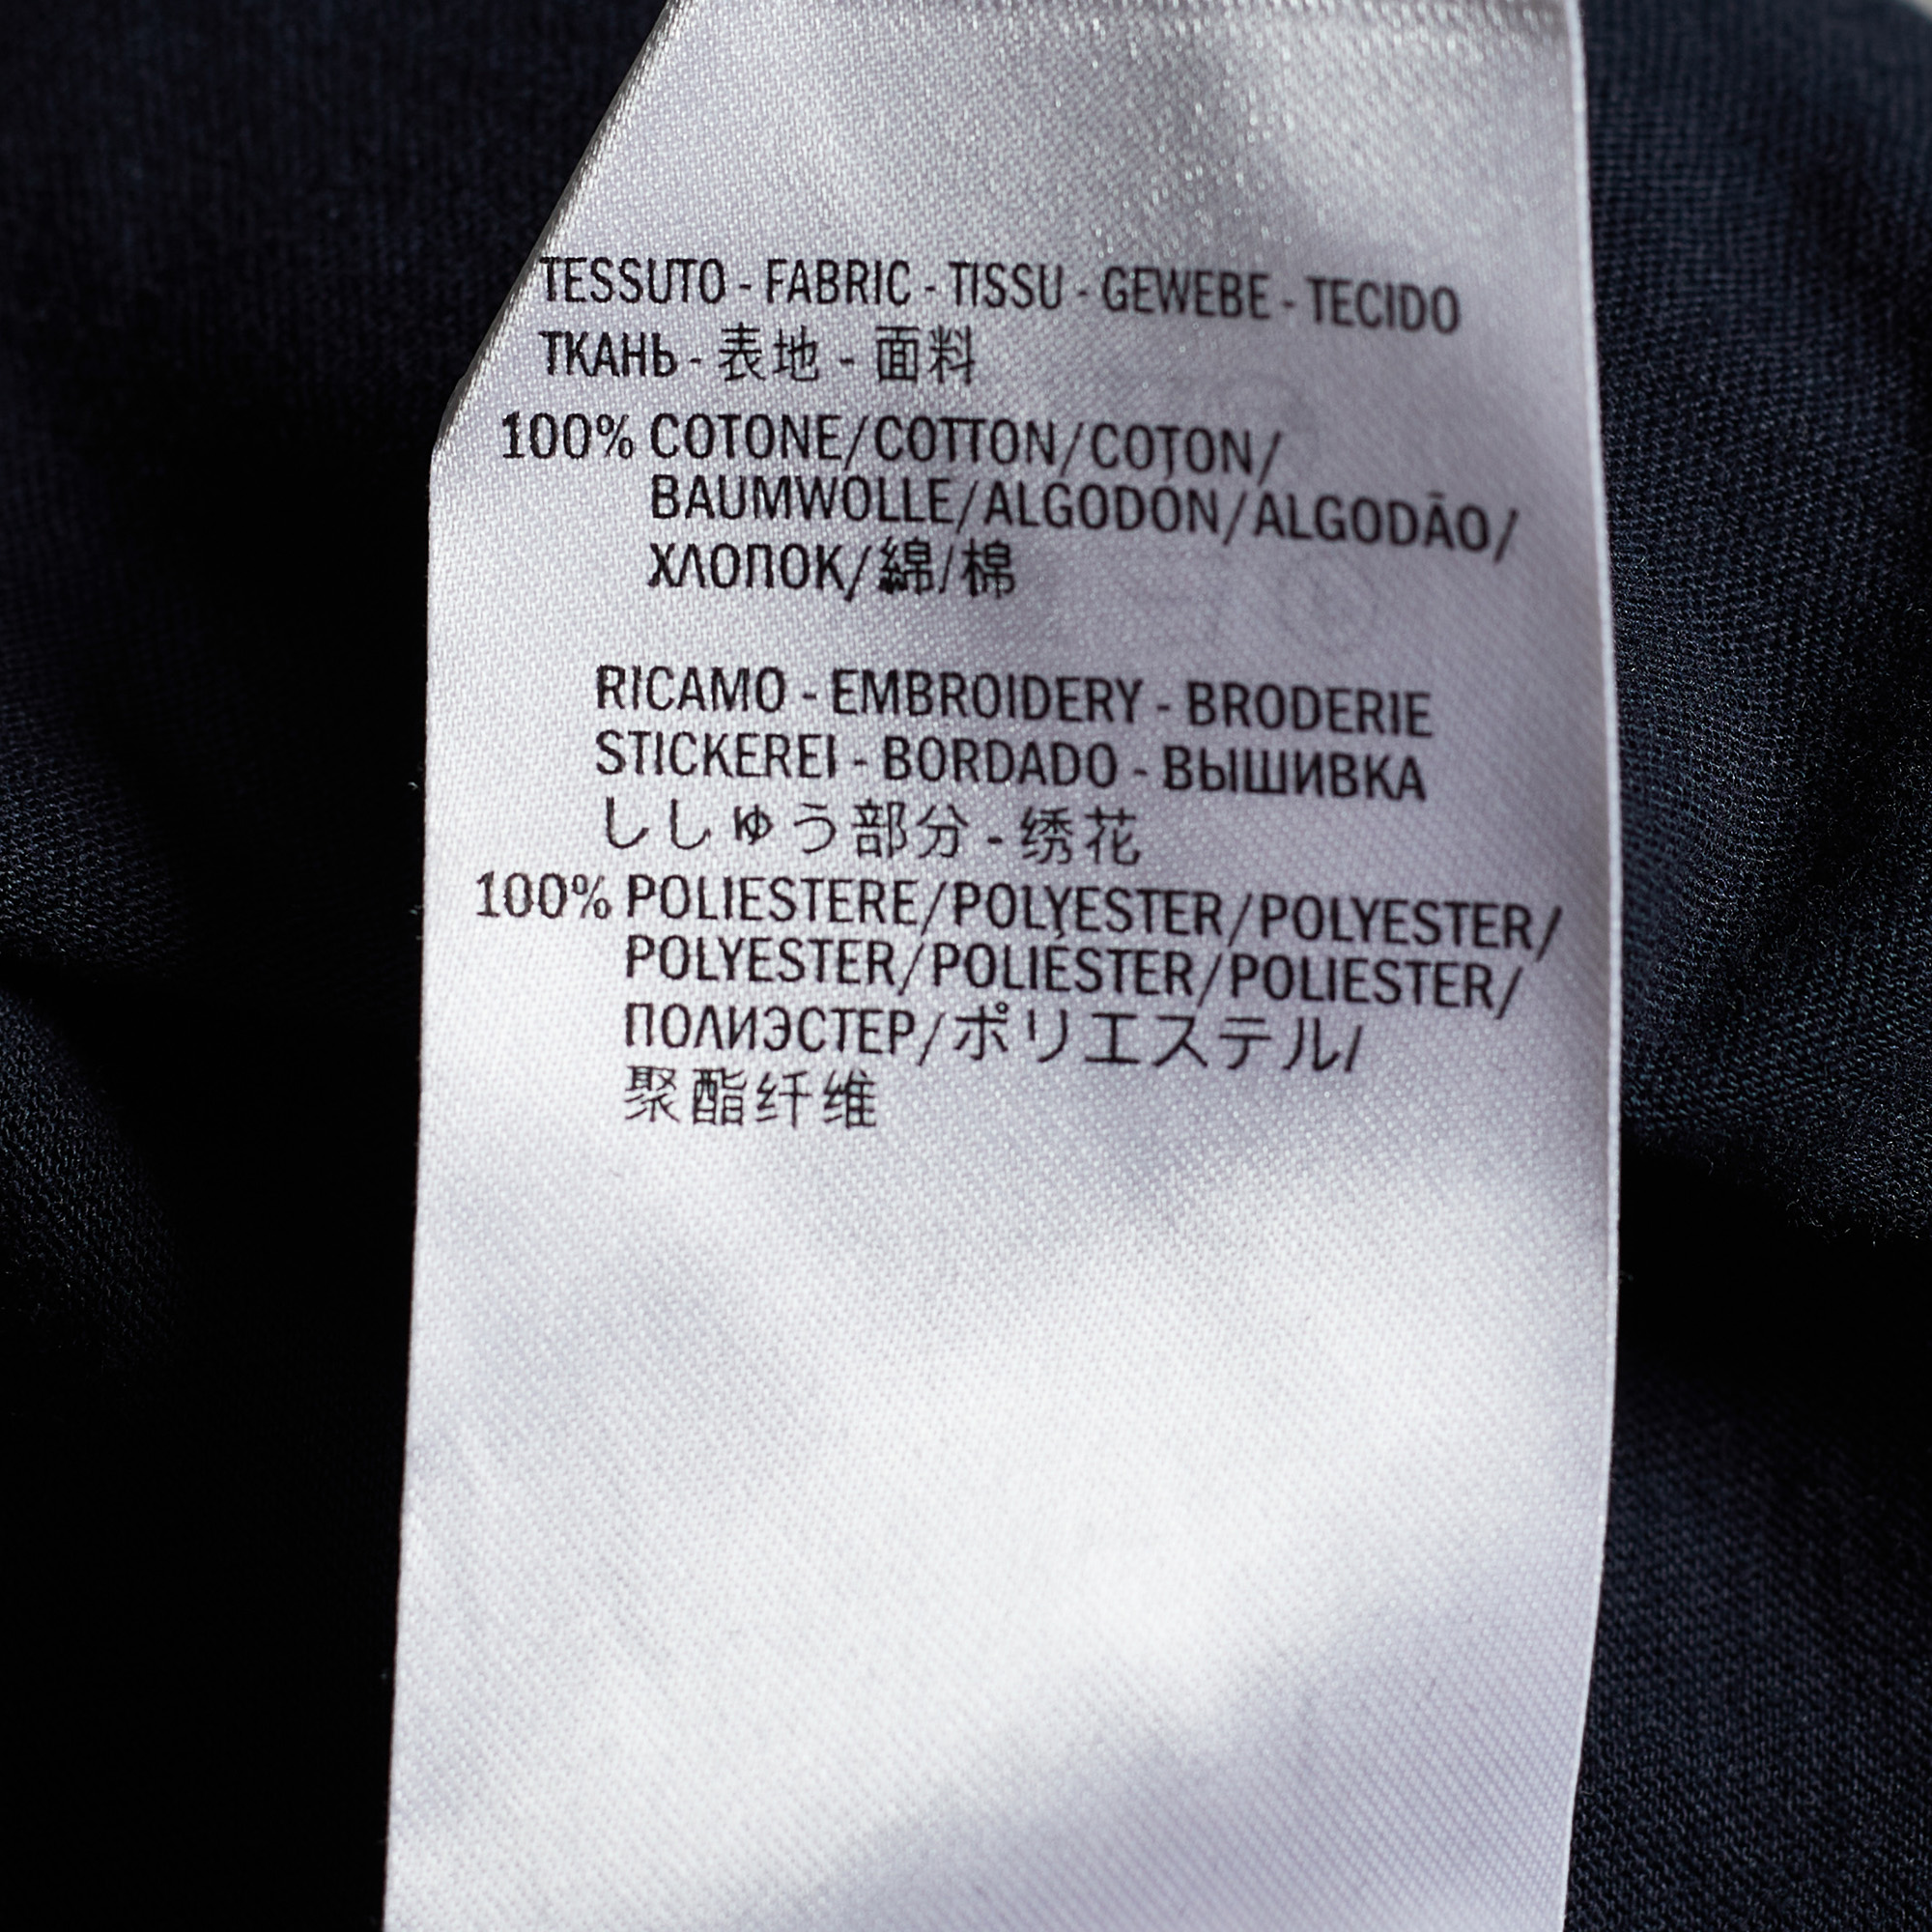 TESSUTO - FABRIC - TISSU - GEWEBE - TECIDO
ТКАНЬ - 表地 - 面料
100% COTONE/COTTON/COTON/
BAUMWOLLE/ALGODÓN/ALGODÃO/
ХЛОПОК/綿/棉
RICAMO - EMBROIDERY - BRODERIE
STICKEREI - BORDADO - ВЫШИВКА
ししゅう部分 - 绣花
100% POLIESTERE/POLYESTER/POLYESTER/
POLYESTER/POLIÉSTER/POLIESTER/
ПОЛИЭСТЕР/ポリエステル/
聚酯纤维